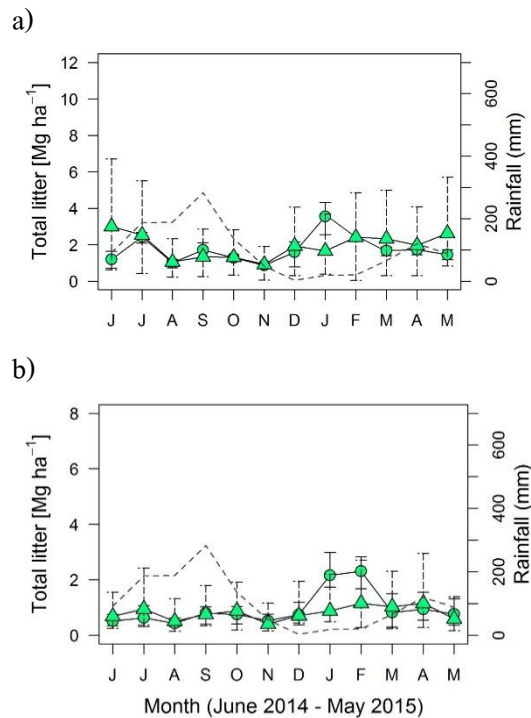 a)
Total litter [Mg ha⁻¹]
12
10
8
6
4
2
0
Rainfall (mm)
600
400
200
0
J J A S O N D J F M A M
b)
Total litter [Mg ha⁻¹]
8
6
4
2
0
Rainfall (mm)
600
400
200
0
J J A S O N D J F M A M
Month (June 2014 - May 2015)